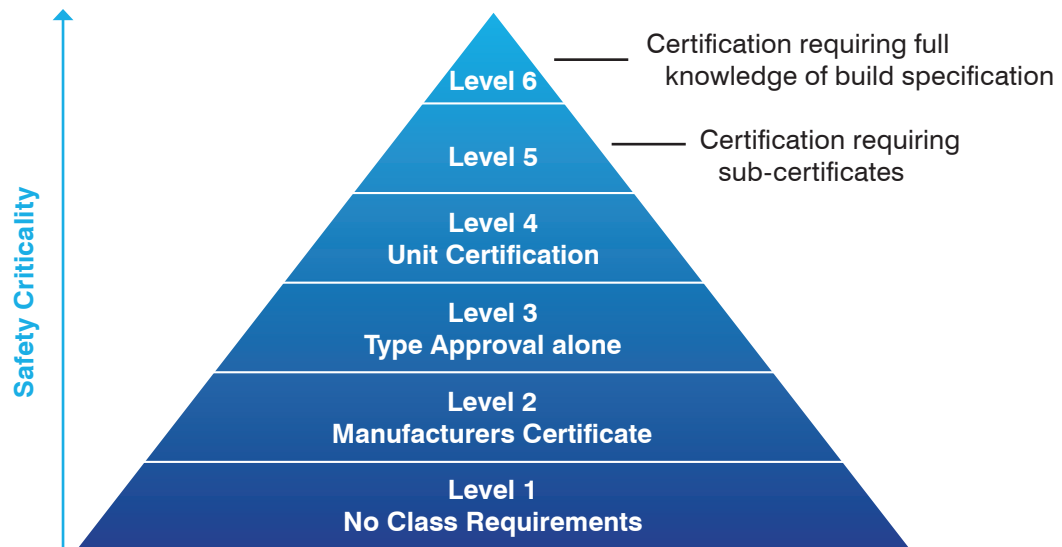 Certification requiring full
knowledge of build specification
Level 6
Certification requiring
sub-certificates
Level 5
Level 4
Unit Certification
Level 3
Type Approval alone
Level 2
Manufacturers Certificate
Level 1
No Class Requirements
Safety Criticality